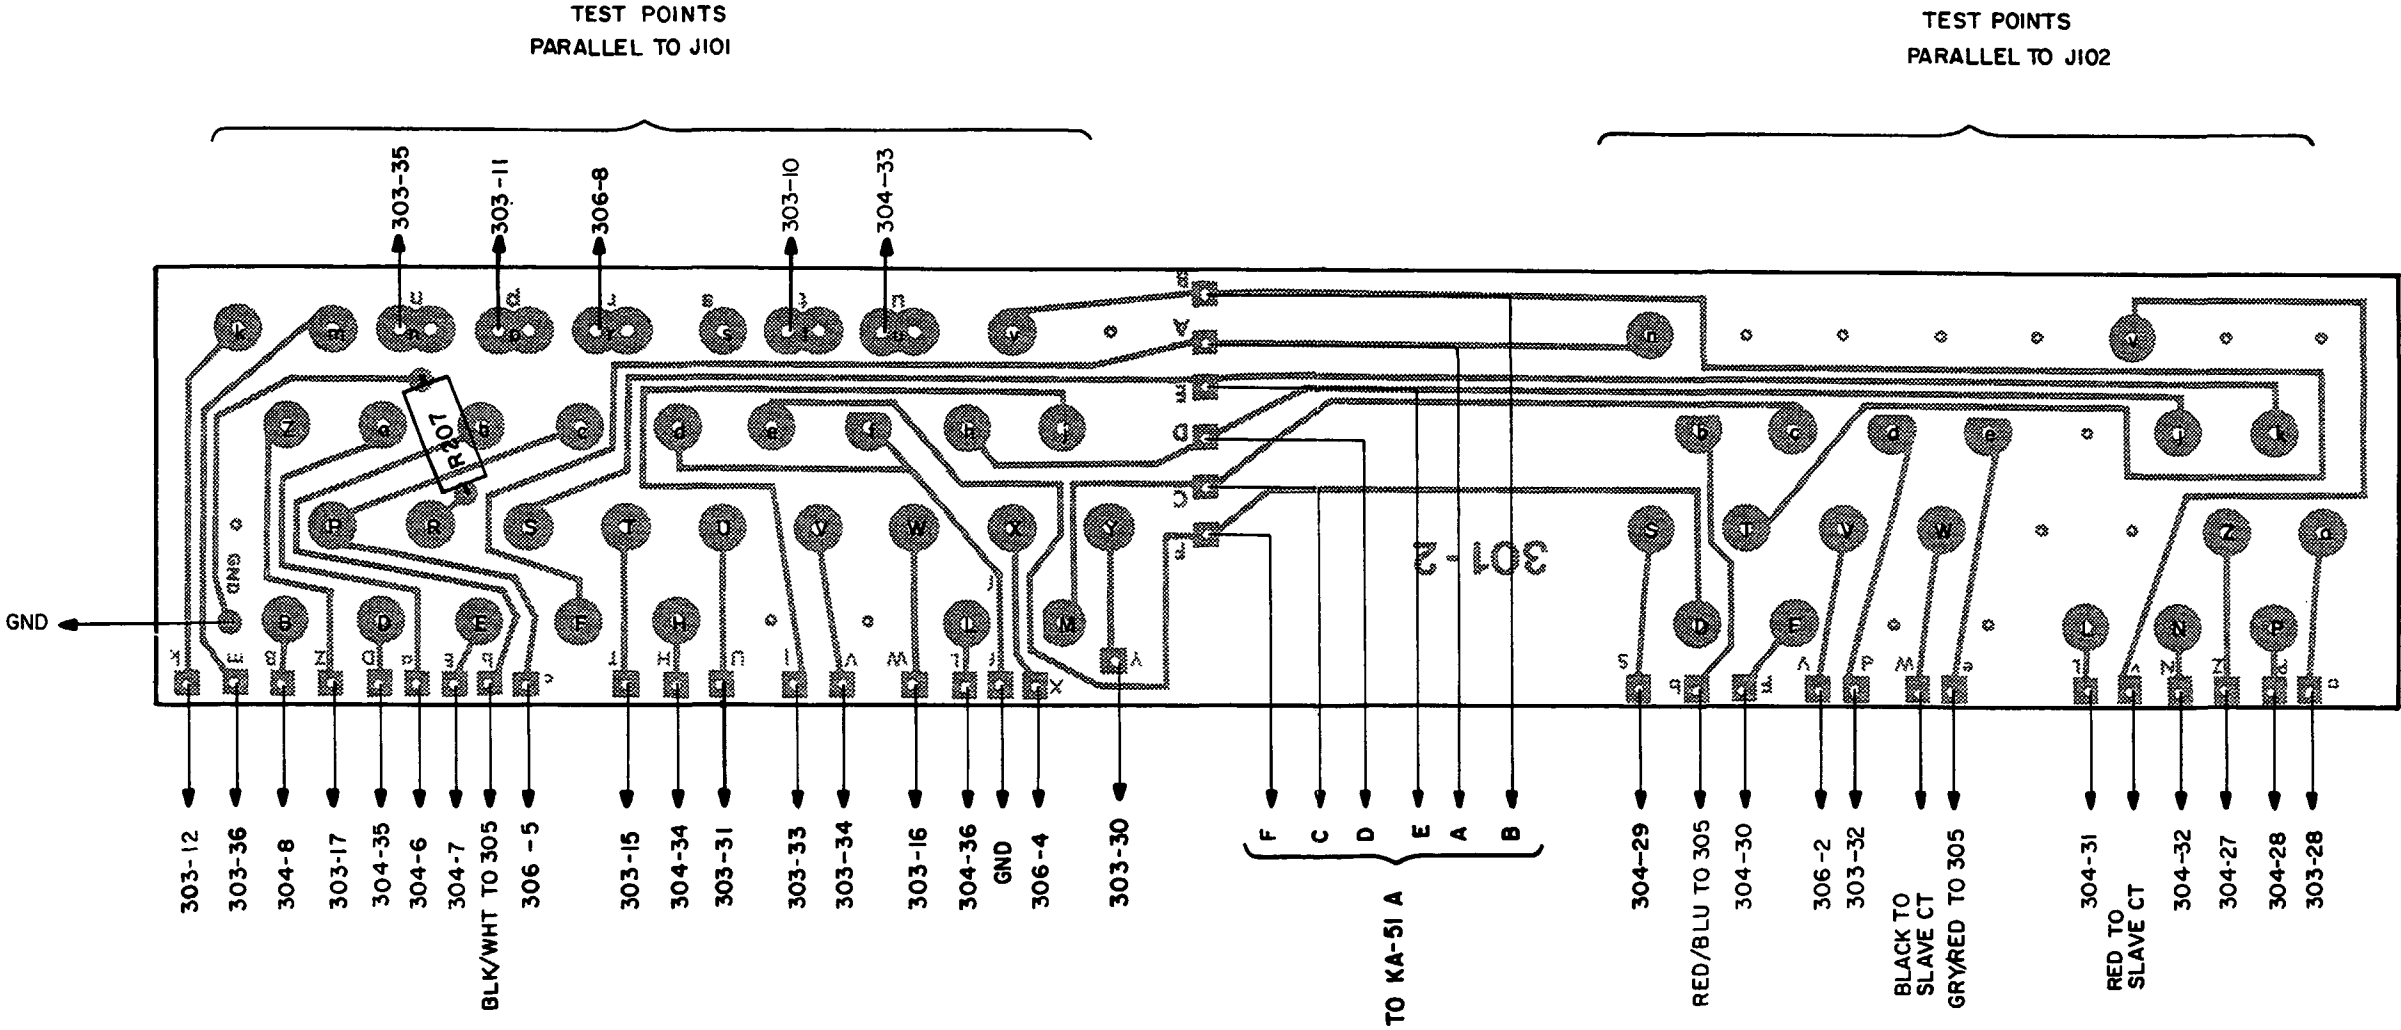 TEST POINTS
PARALLEL TO J101
TEST POINTS
PARALLEL TO J102
303-35
303-11
306-8
303-10
304-33
n
p
r
s
t
u
B
k
m
n
p
r
s
t
u
v
A
n
v
E
Z
a
b
c
d
e
f
h
j
D
b
c
d
e
j
k
R207
C
P
R
S
T
U
V
W
X
Y
F
S
T
V
W
Z
a
301-2
GND
GND
B
D
E
F
H
L
M
D
F
L
N
P
k
m
B
Z
D
a
E
b
c
T
H
U
j
V
W
L
f
f
X
Y
S
b
F
V
d
W
e
L
v
N
Z
P
a
303-12
303-36
304-8
303-17
304-35
304-6
304-7
BLK/WHT TO 305
306-5
303-15
304-34
303-31
303-33
303-34
303-16
304-36
GND
306-4
303-30
F
C
D
E
A
B
TO KA-51 A
304-29
RED/BLU TO 305
304-30
306-2
303-32
BLACK TO
SLAVE CT
GRY/RED TO 305
304-31
RED TO
SLAVE CT
304-32
304-27
304-28
303-28